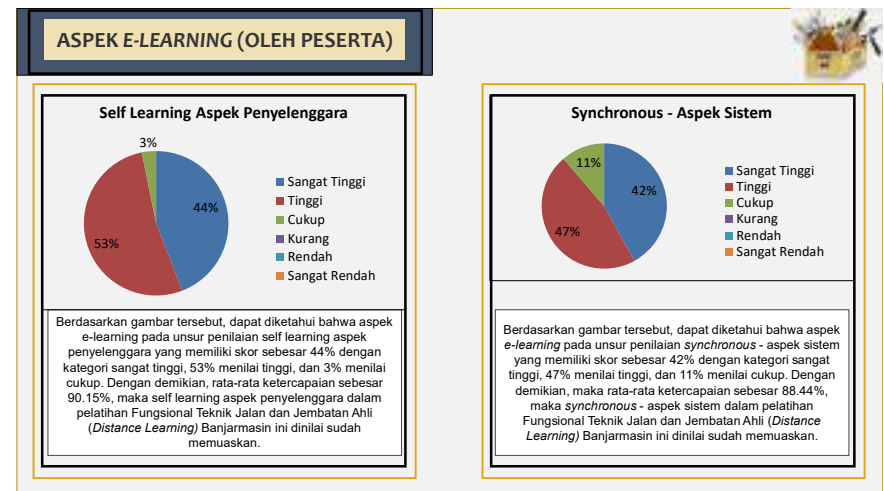 ASPEK E-LEARNING (OLEH PESERTA)
Self Learning Aspek Penyelenggara
3%
44%
53%
Sangat Tinggi
Tinggi
Cukup
Kurang
Rendah
Sangat Rendah
Berdasarkan gambar tersebut, dapat diketahui bahwa aspek
e-learning pada unsur penilaian self learning aspek
penyelenggara yang memiliki skor sebesar 44% dengan
kategori sangat tinggi, 53% menilai tinggi, dan 3% menilai
cukup. Dengan demikian, rata-rata ketercapaian sebesar
90.15%, maka self learning aspek penyelenggara dalam
pelatihan Fungsional Teknik Jalan dan Jembatan Ahli
(Distance Learning) Banjarmasin ini dinilai sudah
memuaskan.
Synchronous - Aspek Sistem
11%
42%
47%
Sangat Tinggi
Tinggi
Cukup
Kurang
Rendah
Sangat Rendah
Berdasarkan gambar tersebut, dapat diketahui bahwa aspek
e-learning pada unsur penilaian synchronous - aspek sistem
yang memiliki skor sebesar 42% dengan kategori sangat
tinggi, 47% menilai tinggi, dan 11% menilai cukup. Dengan
demikian, maka rata-rata ketercapaian sebesar 88.44%,
maka synchronous - aspek sistem dalam pelatihan
Fungsional Teknik Jalan dan Jembatan Ahli (Distance
Learning) Banjarmasin ini dinilai sudah memuaskan.